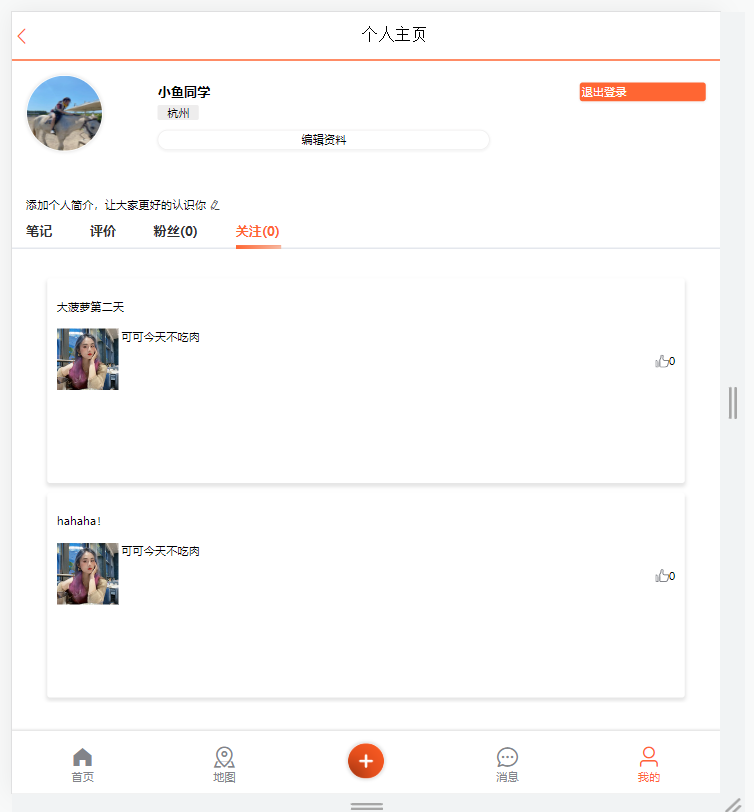 个人主页
小鱼同学
退出登录
杭州
编辑资料
添加个人简介，让大家更好的认识你
笔记 评价 粉丝(0) 关注(0)
大菠萝第二天
可可今天不吃肉
0
hahaha!
可可今天不吃肉
0
首页 地图 消息 我的